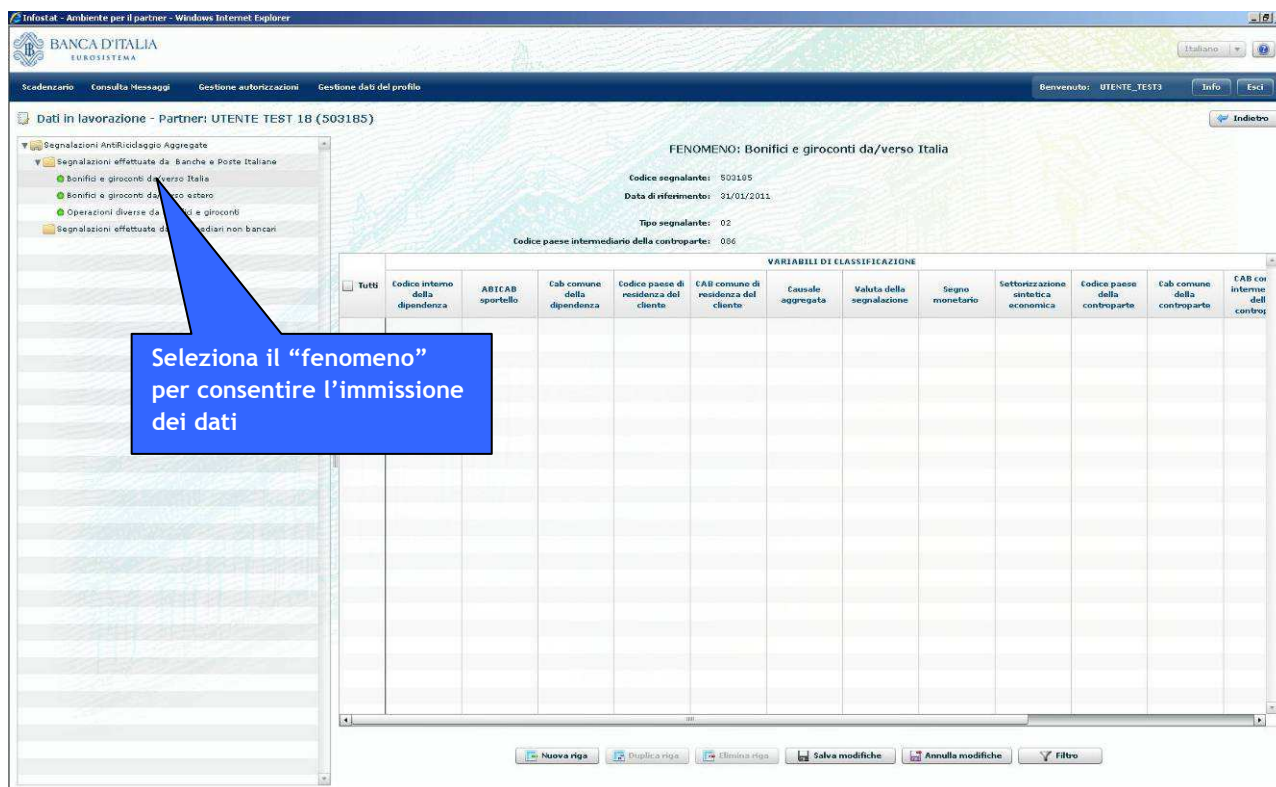 Infostat - Ambiente per il partner - Windows Internet Explorer
BANCA D'ITALIA
EUROSISTEMA
Italiano
Scadenzario Consulta Messaggi Gestione autorizzazioni Gestione dati del profilo
Benvenuto: UTENTE_TEST3 Info Esci
Dati in lavorazione - Partner: UTENTE TEST 18 (503185)
Indietro
Segnalazioni AntiRiciclaggio Aggregate
Segnalazioni effettuate da Banche e Poste Italiane
Bonifici e giroconti da/verso Italia
Bonifici e giroconti da/verso estero
Operazioni diverse da e giroconti
Segnalazioni effettuate da non bancari
FENOMENO: Bonifici e giroconti da/verso Italia
Codice segnalante: 503185
Data di riferimento: 31/01/2011
Tipo segnalante: 02
Codice paese intermediario della controparte: 086
VARIABILI DI CLASSIFICAZIONE
Tutti
Codice interno della dipendenza
ABICAB sportello
Cab comune della dipendenza
Codice paese di residenza del cliente
CAB comune di residenza del cliente
Causale aggregata
Valuta della segnalazione
Segno monetario
Settorizzazione sintetica economica
Codice paese della controparte
Cab comune della controparte
CAB
Seleziona il “fenomeno”
per consentire l’immissione
dei dati
Nuova riga Duplica riga Elimina riga Salva modifiche Annulla modifiche Filtro